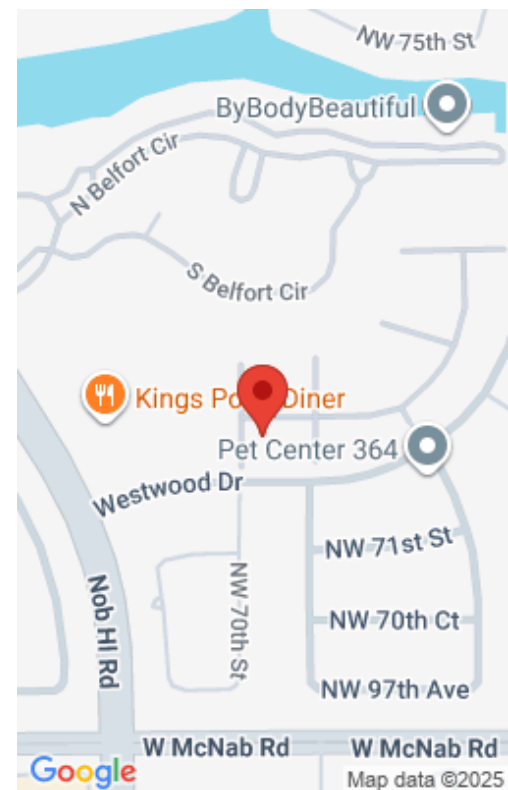 NW 75th St
ByBodyBeautiful
N Belfort Cir
S Belfort Cir
Kings Po Diner
Pet Center 364
Westwood Dr
NW 71st St
Nob Hl Rd
NW 70th St
NW 70th Ct
NW 97th Ave
W McNab Rd
W McNab Rd
Google
Map data ©2025